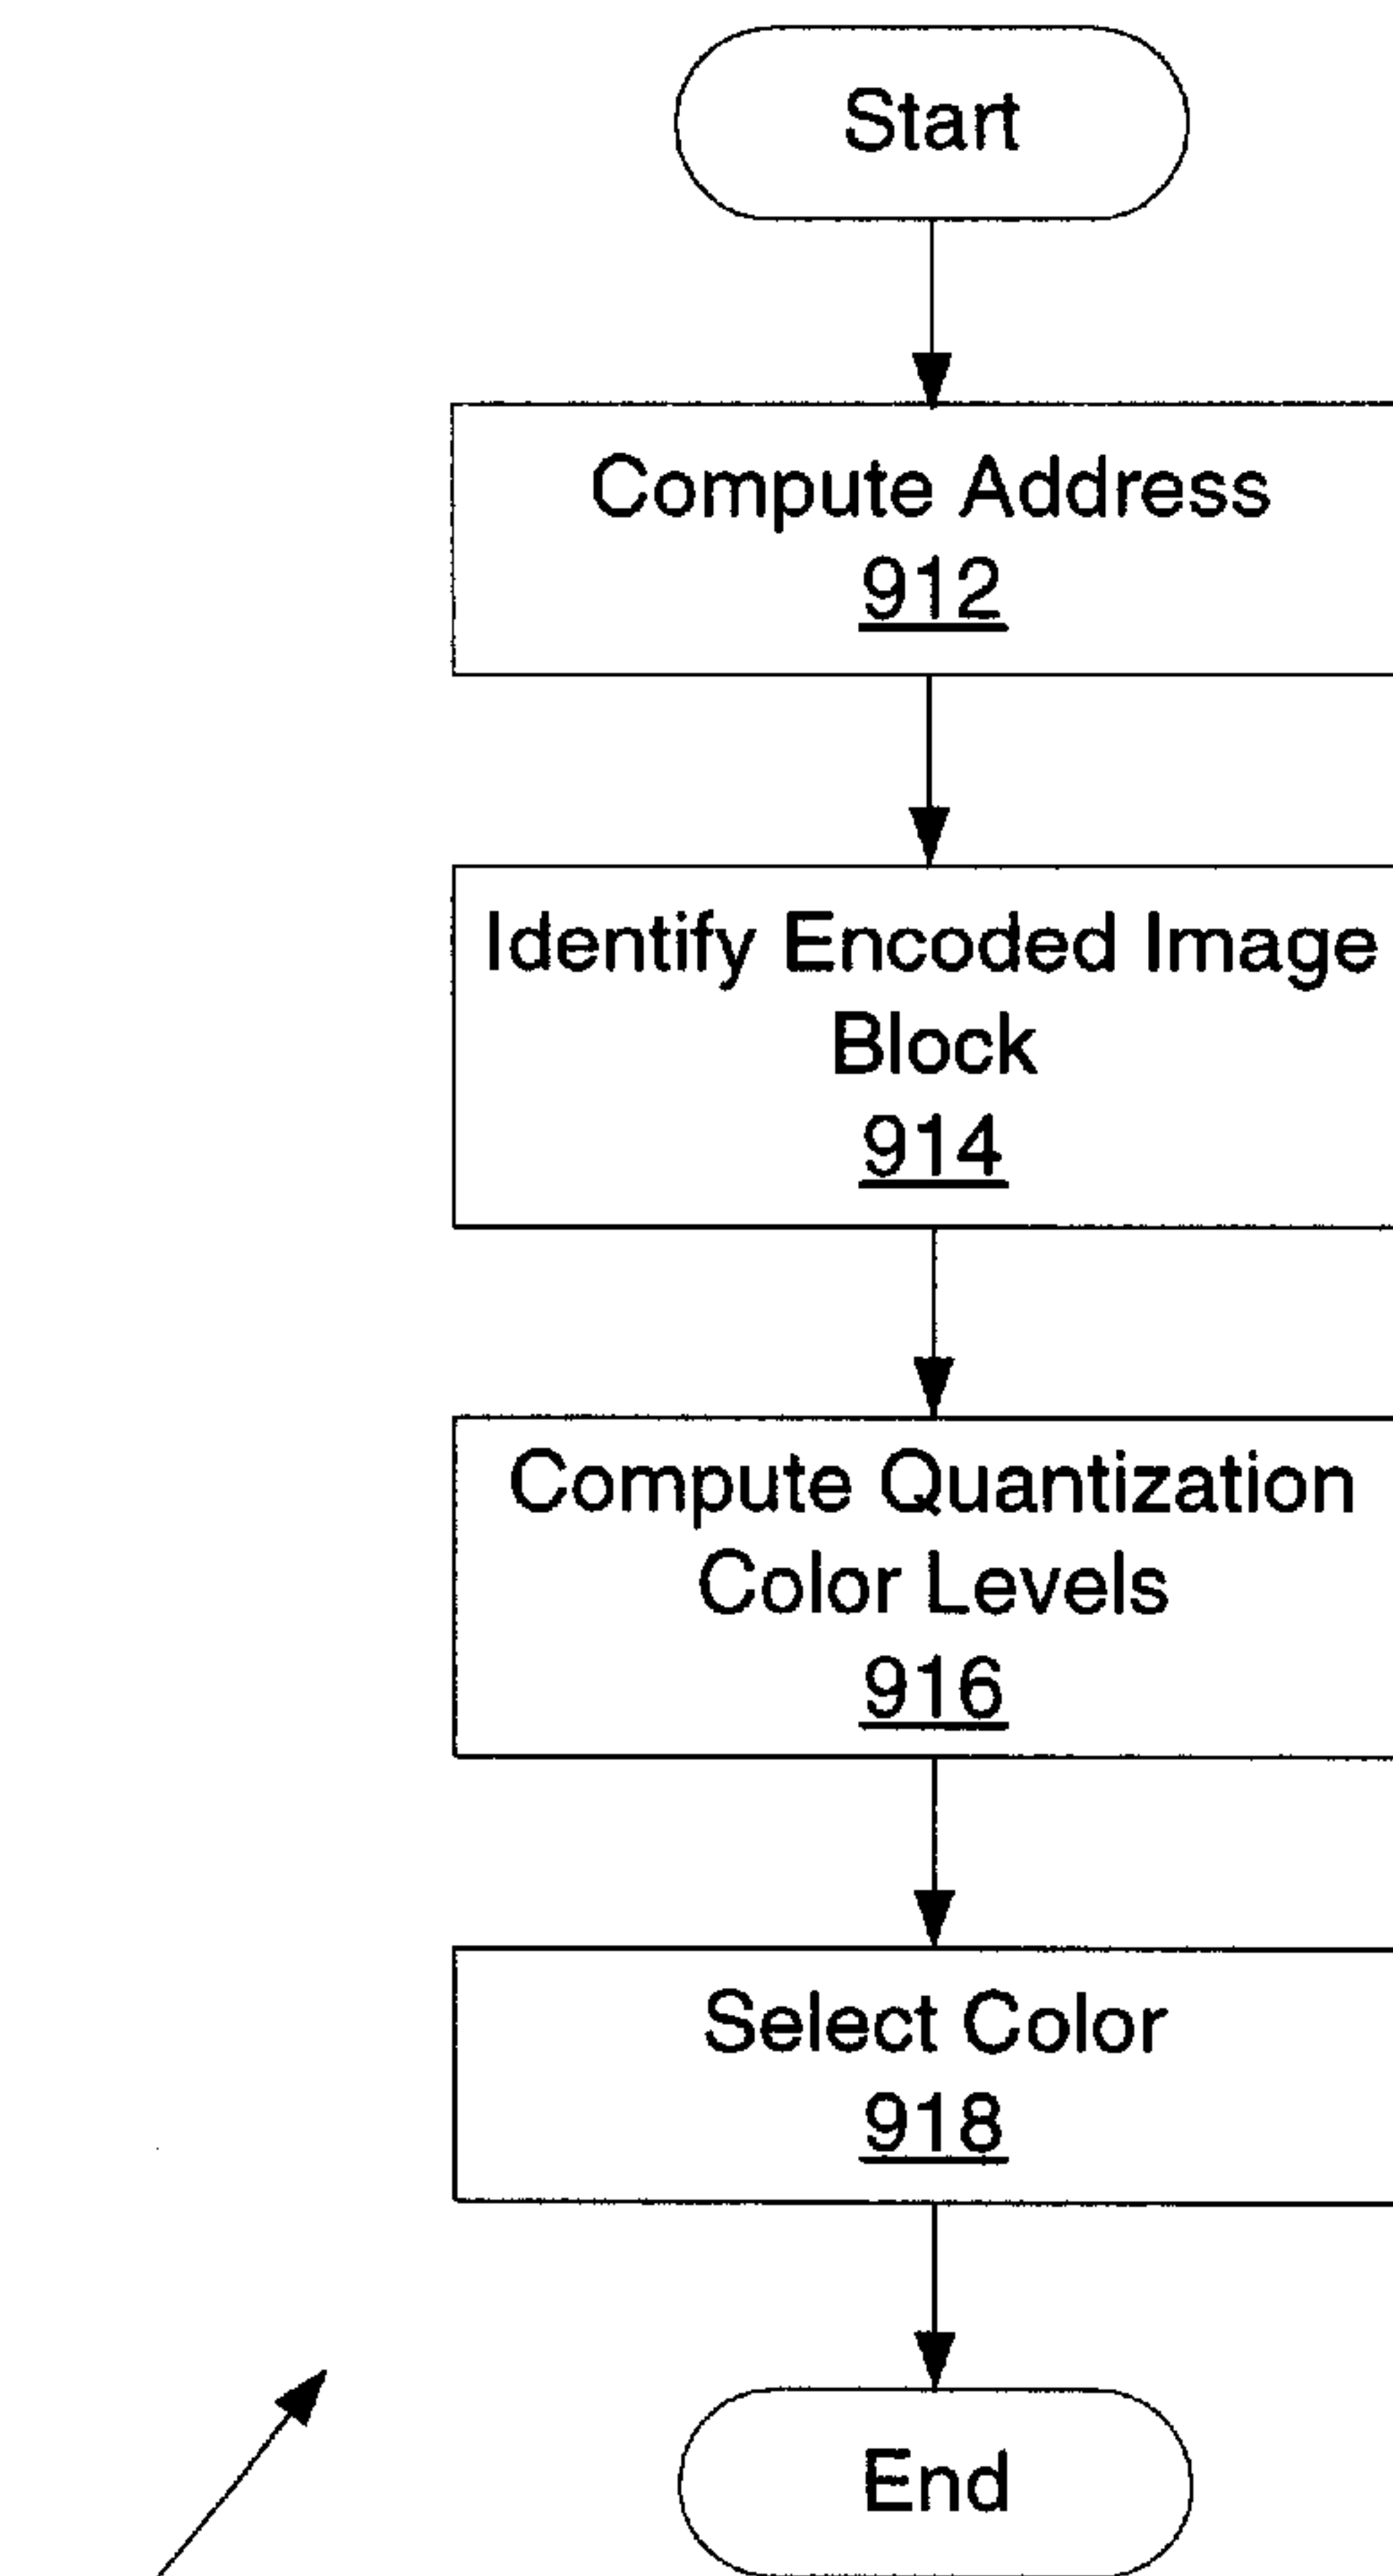 Start
Compute Address
912
Identify Encoded Image
Block
914
Compute Quantization
Color Levels
916
Select Color
918
End